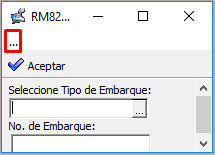 RM82...
...
Aceptar
Seleccione Tipo de Embarque:
...
No. de Embarque: